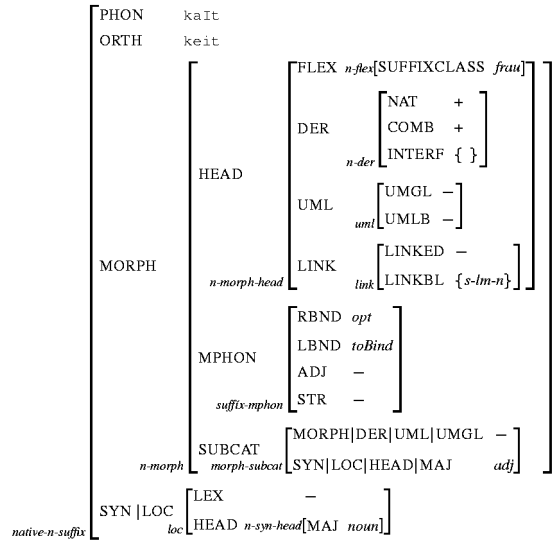 PHON kaIt
ORTH keit
FLEX n-flex[SUFFIXCLASS frau]
NAT +
DER COMB +
n-der INTERF { }
HEAD
UML UMGL −
uml UMLB −
LINK LINKED −
n-morph-head link LINKBL {s-lm-n}
MORPH
RBND opt
LBND toBind
MPHON ADJ −
suffix-mphon STR −
SUBCAT MORPH|DER|UML|UMGL −
n-morph morph-subcat SYN|LOC|HEAD|MAJ adj
SYN|LOC LEX −
native-n-suffix loc HEAD n-syn-head[MAJ noun]